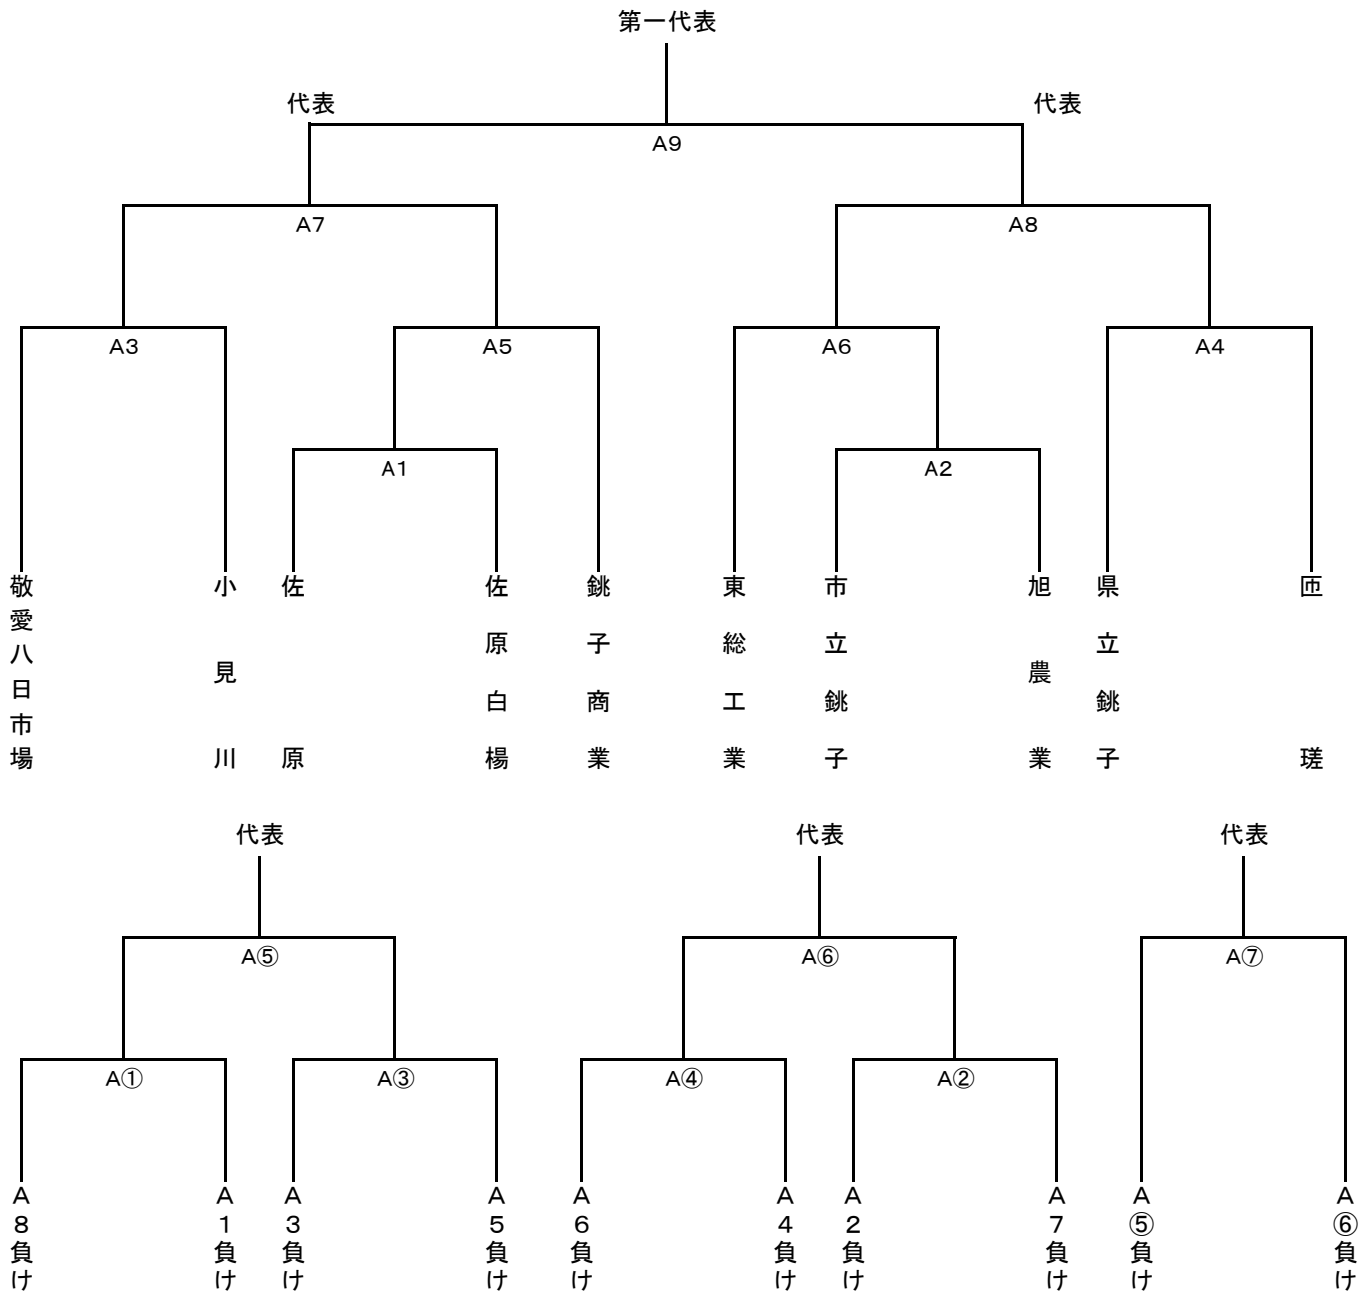 第一代表
代表
代表
A9
A7
A8
A3
A5
A6
A4
A1
A2
敬愛八日市場
小見川
佐原
佐原白楊
銚子商業
東総工業
市立銚子
旭農業
県立銚子
匝瑳
代表
代表
代表
A⑤
A⑥
A⑦
A①
A③
A④
A②
A8負け
A1負け
A3負け
A5負け
A6負け
A4負け
A2負け
A7負け
A⑤負け
A⑥負け